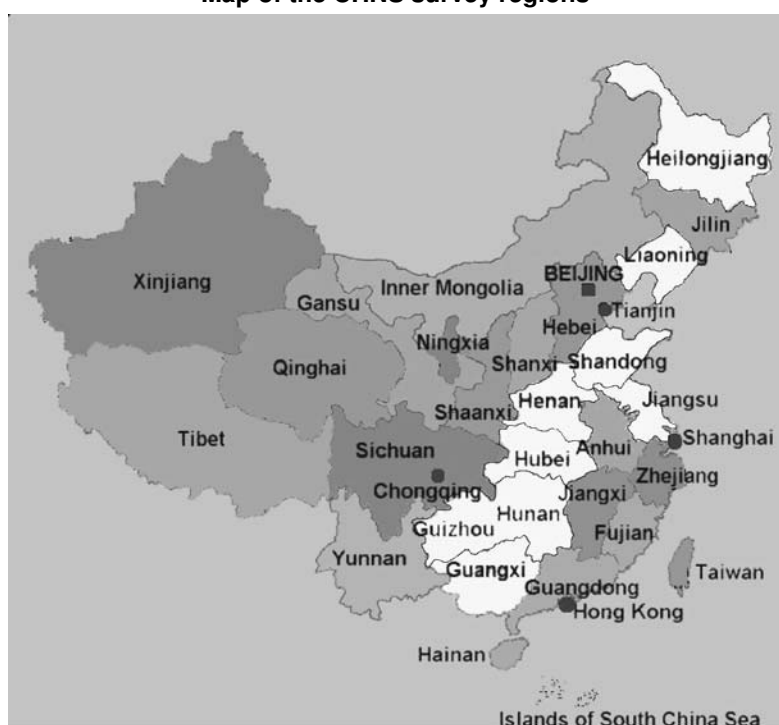 Map of the CHNS survey regions
Heilongjiang
Jilin
Liaoning
BEIJING
Xinjiang
Inner Mongolia
Gansu
Tianjin
Hebei
Ningxia
Qinghai
Shanxi
Shandong
Henan
Jiangsu
Shaanxi
Tibet
Shanghai
Sichuan
Anhui
Hubei
Zhejiang
Chongqing
Jiangxi
Hunan
Guizhou
Fujian
Yunnan
Guangxi
Taiwan
Guangdong
Hong Kong
Hainan
Islands of South China Sea